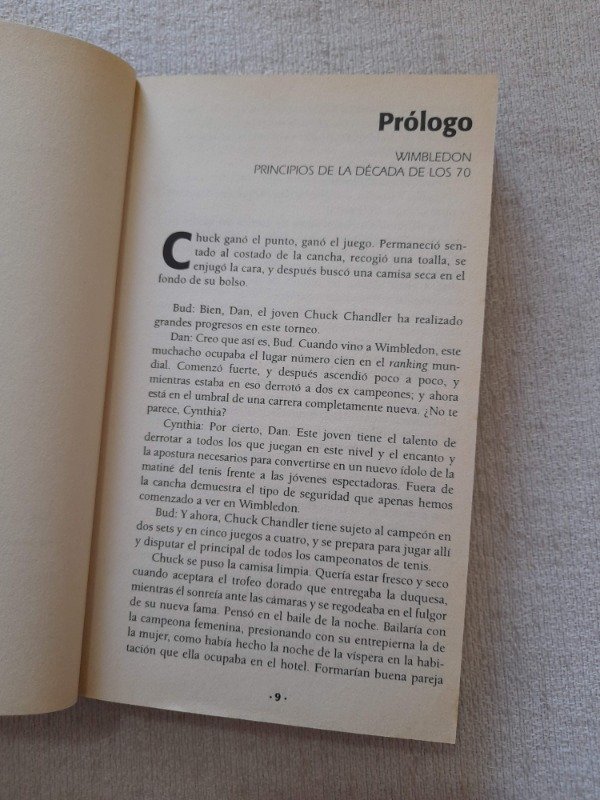 Prólogo
WIMBLEDON
PRINCIPIOS DE LA DÉCADA DE LOS 70
Chuck ganó el punto, ganó el juego. Permaneció sen-
tado al costado de la cancha, recogió una toalla, se
enjugó la cara, y después buscó una camisa seca en el
fondo de su bolso.
Bud: Bien, Dan, el joven Chuck Chandler ha realizado
grandes progresos en este torneo.
Dan: Creo que así es, Bud. Cuando vino a Wimbledon, este
muchacho ocupaba el lugar número cien en el ranking mun-
dial. Comenzó fuerte, y después ascendió poco a poco, y
mientras estaba en eso derrotó a dos ex campeones; y ahora
está en el umbral de una carrera completamente nueva. ¿No te
parece, Cynthia?
Cynthia: Por cierto, Dan. Este joven tiene el talento de
derrotar a todos los que juegan en este nivel y el encanto y
la apostura necesarios para convertirse en un nuevo ídolo de la
matiné del tenis frente a las jóvenes espectadoras. Fuera de
la cancha demuestra el tipo de seguridad que apenas hemos
comenzado a ver en Wimbledon.
Bud: Y ahora, Chuck Chandler tiene sujeto al campeón en
dos sets y en cinco juegos a cuatro, y se prepara para jugar allí
y disputar el principal de todos los campeonatos de tenis.
Chuck se puso la camisa limpia. Quería estar fresco y seco
cuando aceptara el trofeo dorado que entregaba la duquesa,
mientras él sonreía ante las cámaras y se regodeaba en el fulgor
de su nueva fama. Pensó en el baile de la noche. Bailaría con
la campeona femenina, presionando con su entrepierna la de
la mujer, como había hecho la noche de la víspera en la habi-
tación que ella ocupaba en el hotel. Formarían buena pareja
· 9 ·